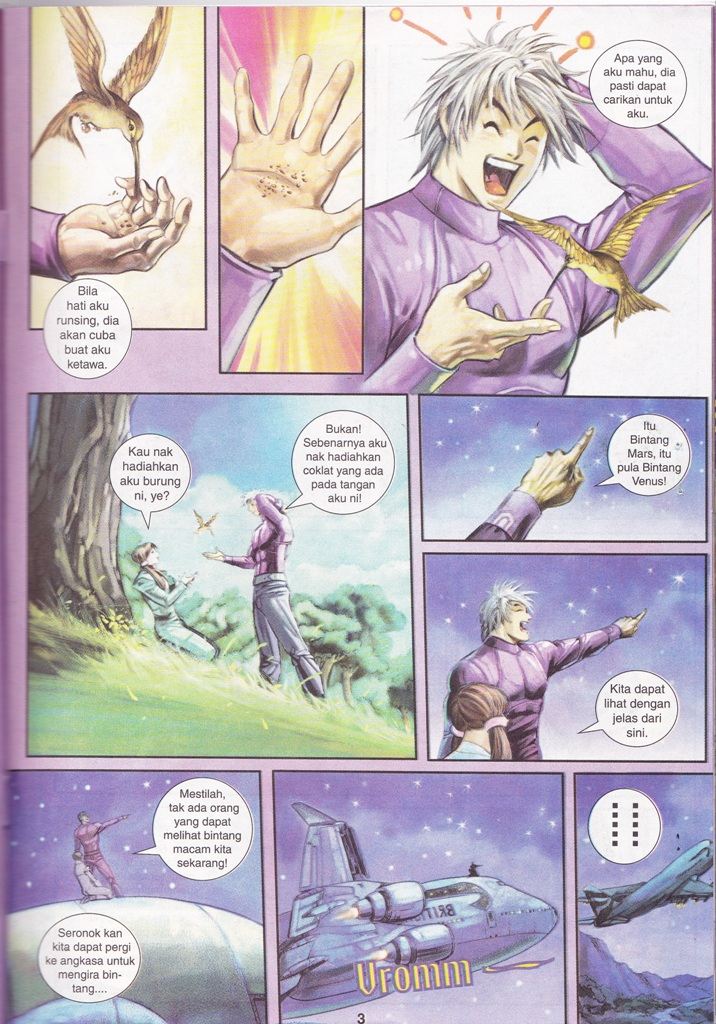 Bila
hati aku
runsing, dia
akan cuba
buat aku
ketawa.
Apa yang
aku mahu, dia
pasti dapat
carikan untuk
aku.
Kau nak
hadiahkan
aku burung
ni, ye?
Bukan!
Sebenarnya aku
nak hadiahkan
coklat yang ada
pada tangan
aku ni!
Itu
Bintang
Mars, itu
pula Bintang
Venus!
Kita dapat
lihat dengan
jelas dari
sini.
Mestilah,
tak ada orang
yang dapat
melihat bintang
macam kita
sekarang!
Seronok kan
kita dapat pergi
ke angkasa untuk
mengira bin-
tang....
BRITI
Vromm
3